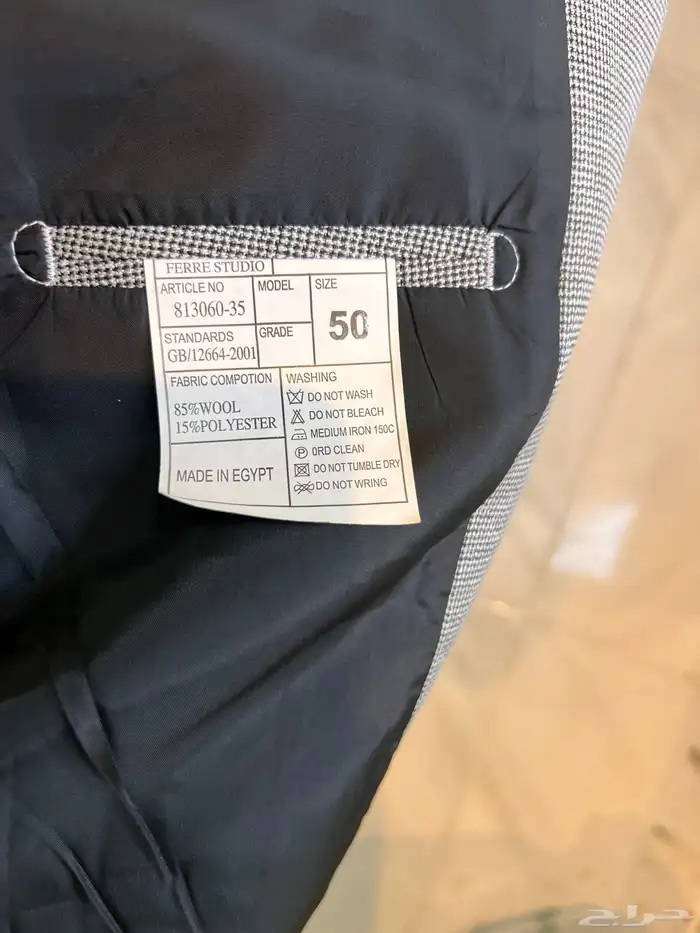 FERRE STUDIO
ARTICLE NO
813060-35
MODEL
SIZE
50
STANDARDS
GB/12664-2001
GRADE
FABRIC COMPOTION
85%WOOL
15%POLYESTER
MADE IN EGYPT
WASHING
DO NOT WASH
DO NOT BLEACH
MEDIUM IRON 150C
P 0RD CLEAN
DO NOT TUMBLE DRY
DO NOT WRING
حراج